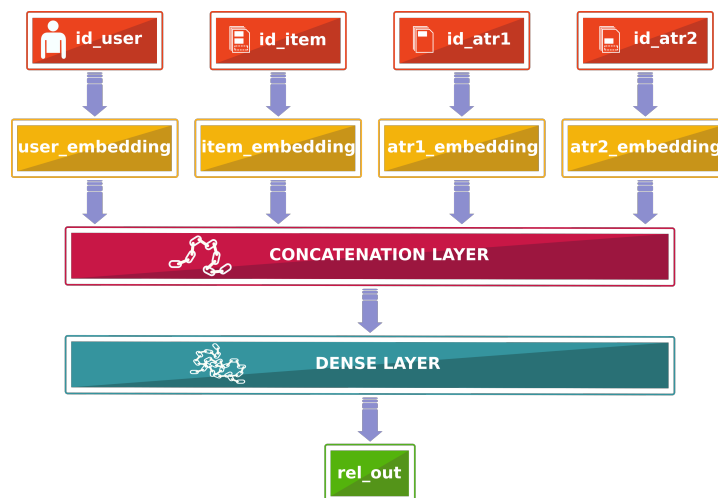 id_user
id_item
id_atr1
id_atr2
user_embedding
item_embedding
atr1_embedding
atr2_embedding
CONCATENATION LAYER
DENSE LAYER
rel_out